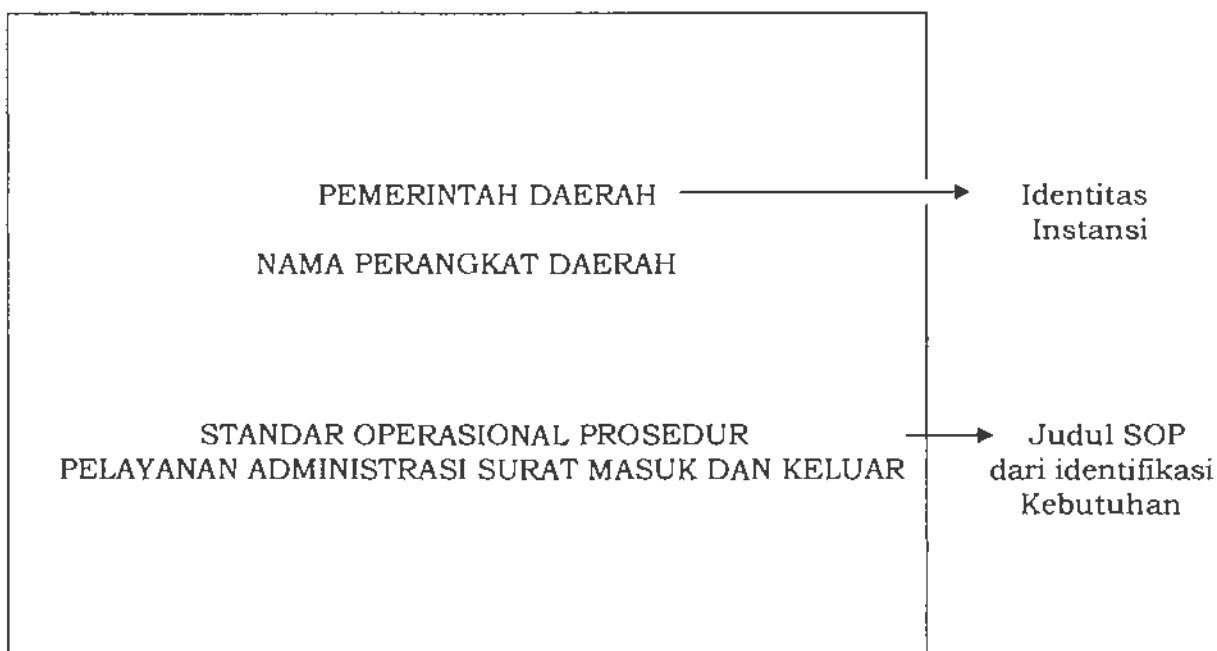 PEMERINTAH DAERAH
Identitas
Instansi
NAMA PERANGKAT DAERAH
STANDAR OPERASIONAL PROSEDUR
PELAYANAN ADMINISTRASI SURAT MASUK DAN KELUAR
Judul SOP
dari identifikasi
Kebutuhan